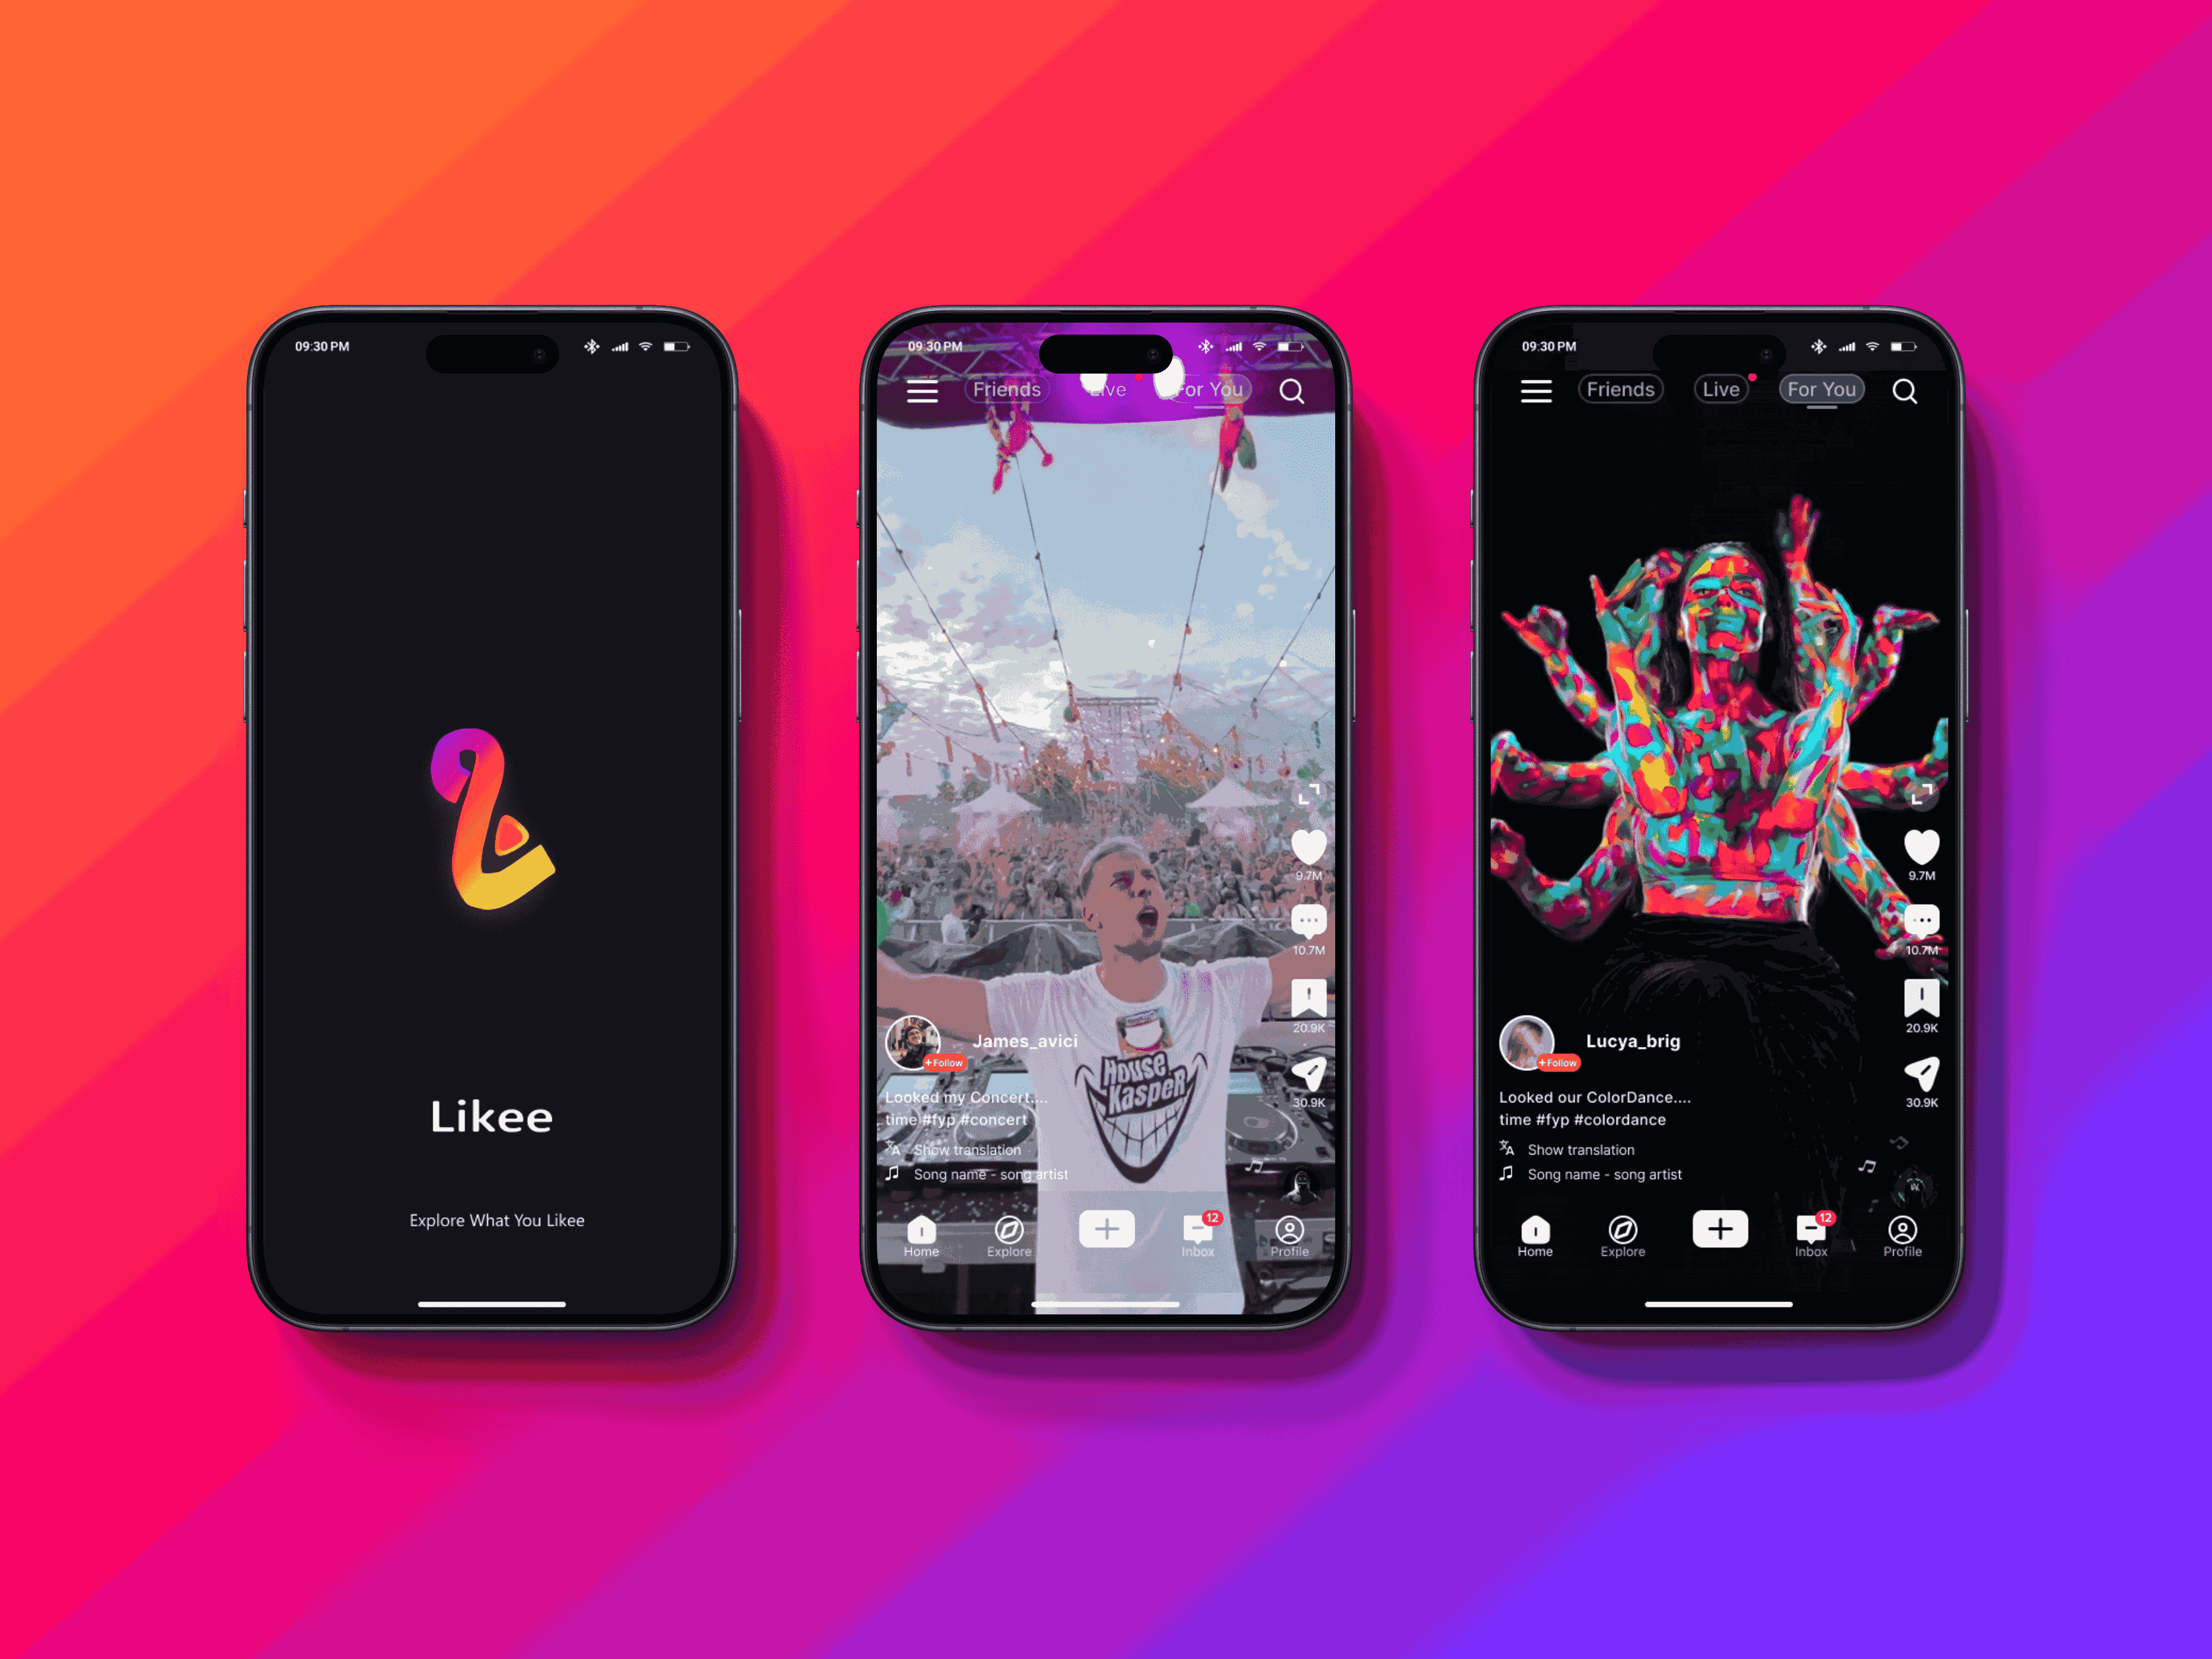 09:30 PM
Likee
Explore What You Likee
09:30 PM
Friends
Live
For You
9.7M
10.7M
20.9K
30.9K
James_avici
+Follow
Looked my Concert....
time #fyp #concert
Show translation
Song name - song artist
House
Kasper
Home
Explore
12
Inbox
Profile
09:30 PM
Friends
Live
For You
9.7M
10.7M
20.9K
30.9K
Lucya_brig
+Follow
Looked our ColorDance....
time #fyp #colordance
Show translation
Song name - song artist
Home
Explore
12
Inbox
Profile